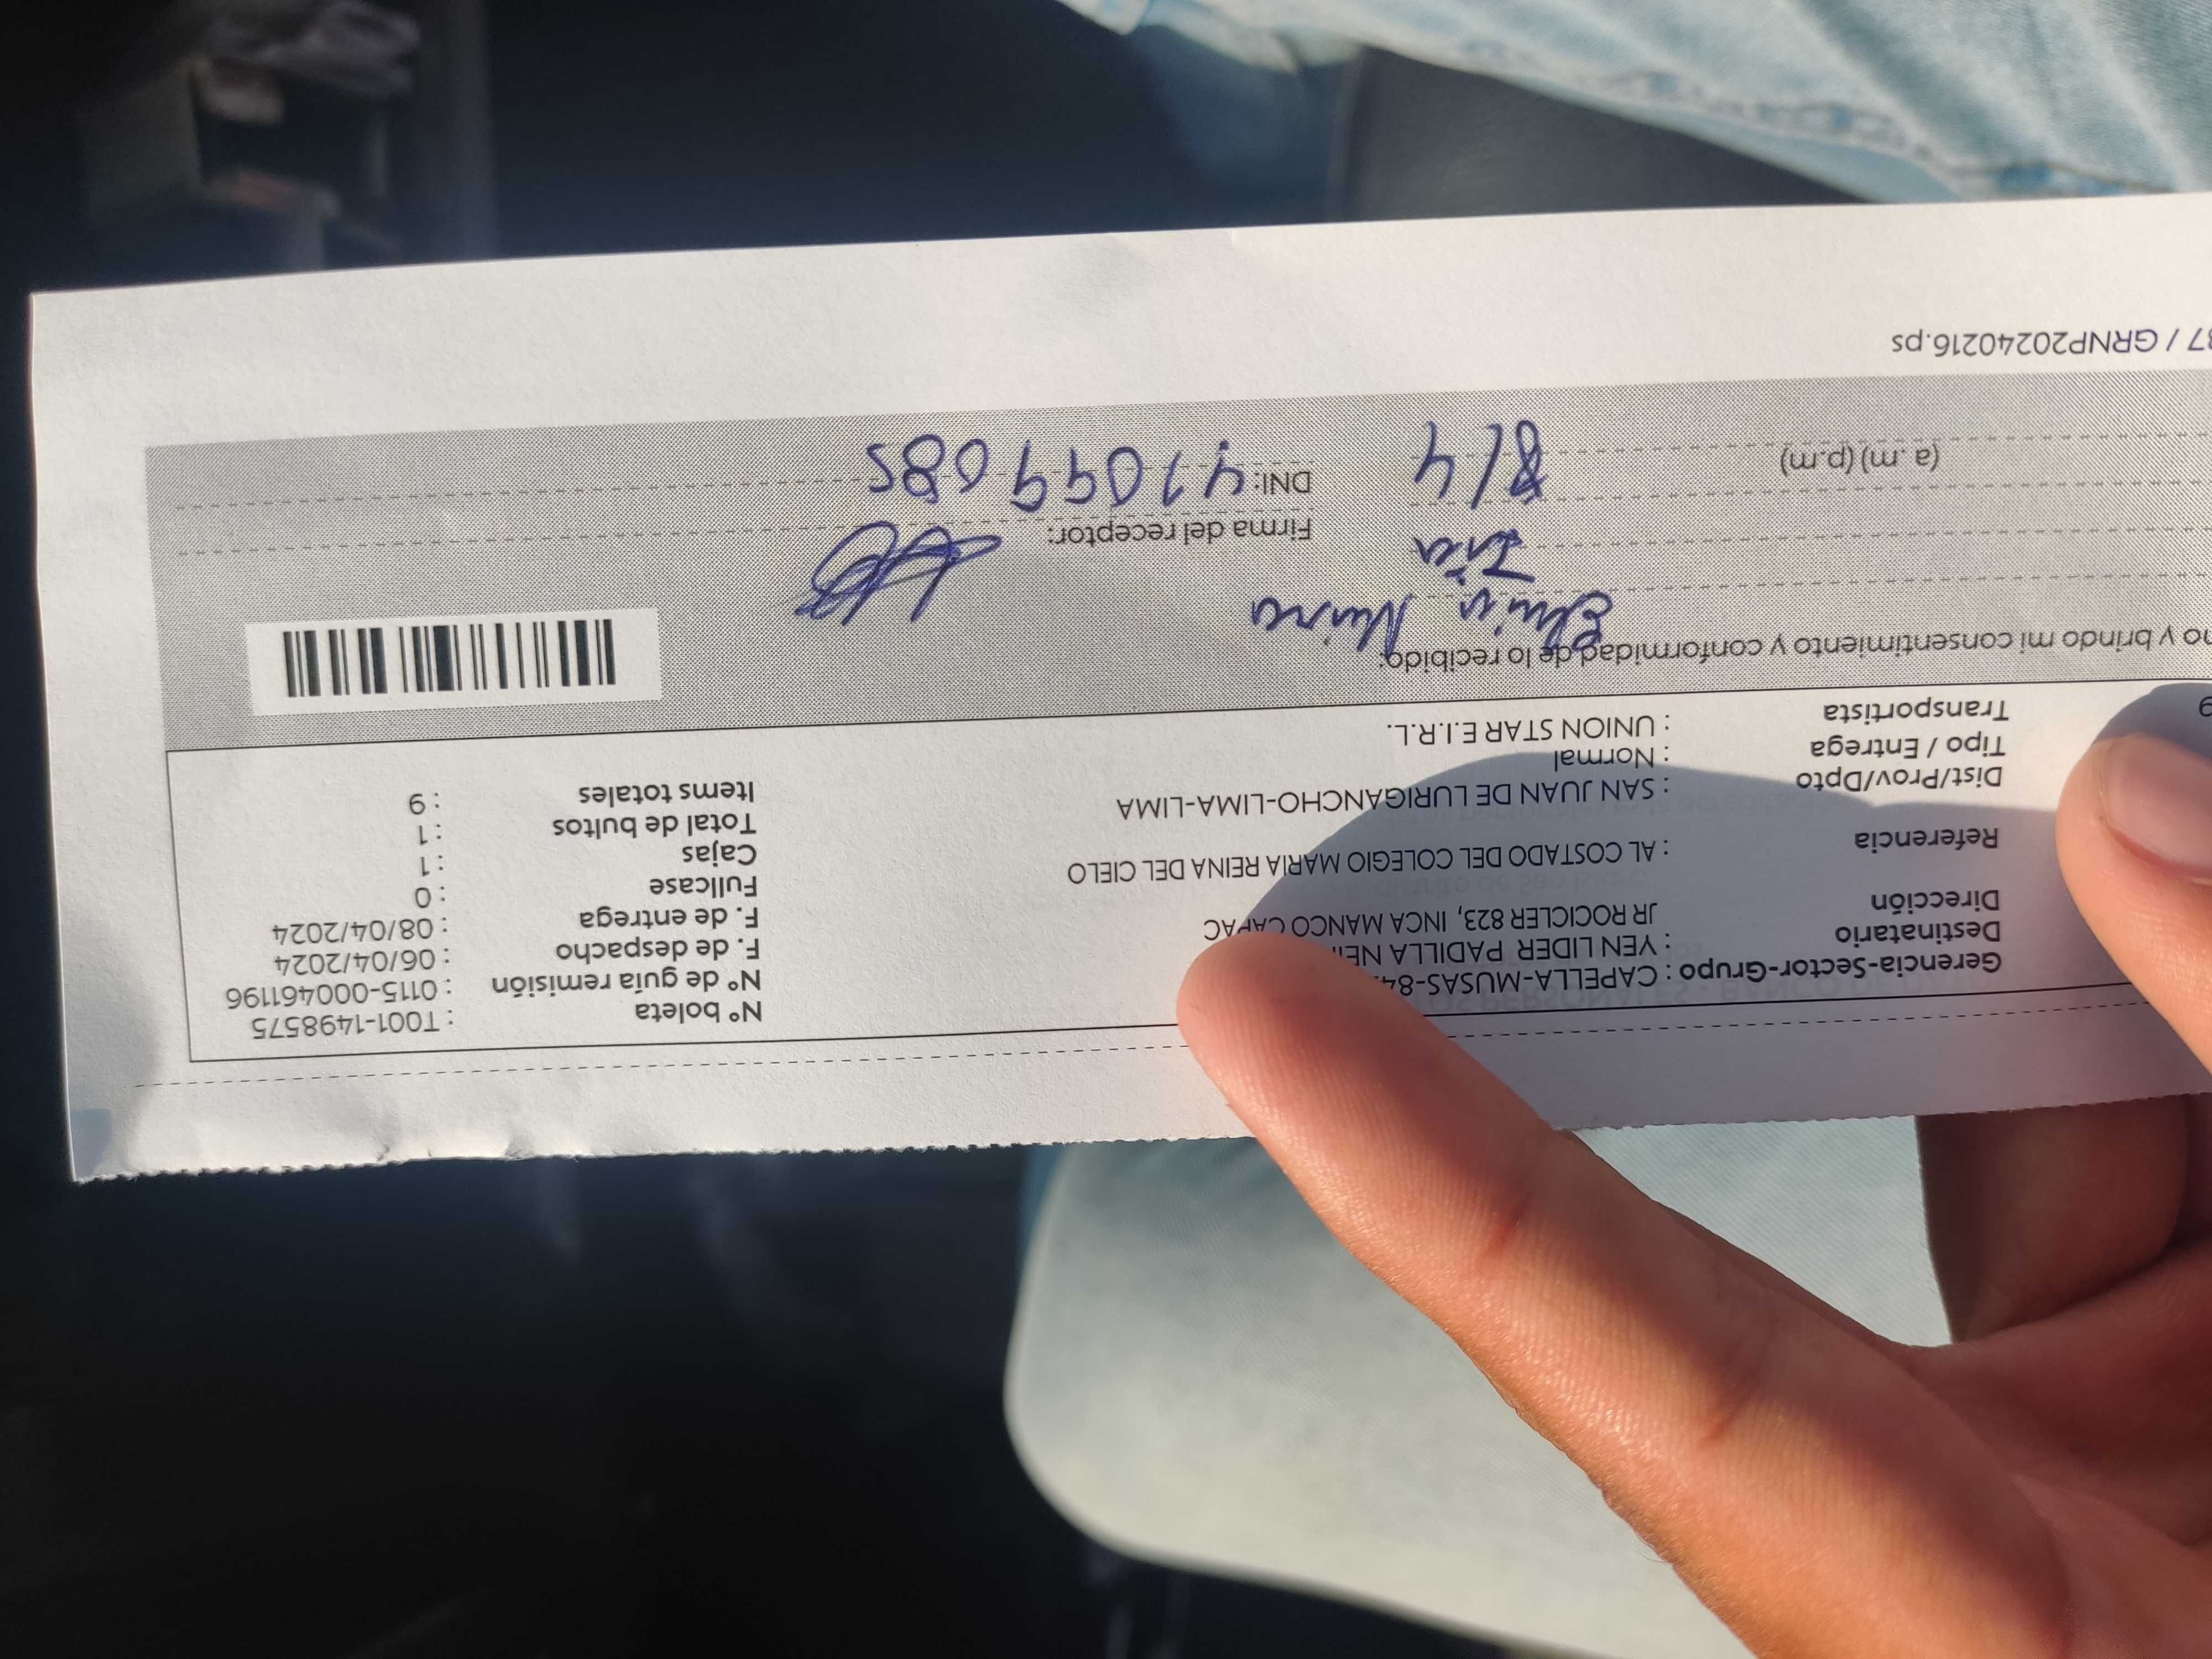 Gerencia-Sector-Grupo : CAPELLA-MUSAS-84
Destinatario : YEN LIDER PADILLA
Dirección JR ROCICLER 823, INCA MANCO CAPAC
Referencia : AL COSTADO DEL COLEGIO MARIA REINA DEL CIELO
Dist/Prov/Dpto : SAN JUAN DE LURIGANCHO-LIMA-LIMA
Tipo / Entrega : Normal
Transportista : UNION STAR E.I.R.L.
N° boleta : T001-1498575
N° de guía remisión : 0115-000461196
F. de despacho : 06/04/2024
F. de entrega : 08/04/2024
Fullcase : 0
Cajas : 1
Total de bultos : 1
Items totales : 9
y brindo mi consentimiento y conformidad de lo recibido:
Firma del receptor:
(a .m) (p.m) 8/4 DNI:
37 / GRNP20240216.ps